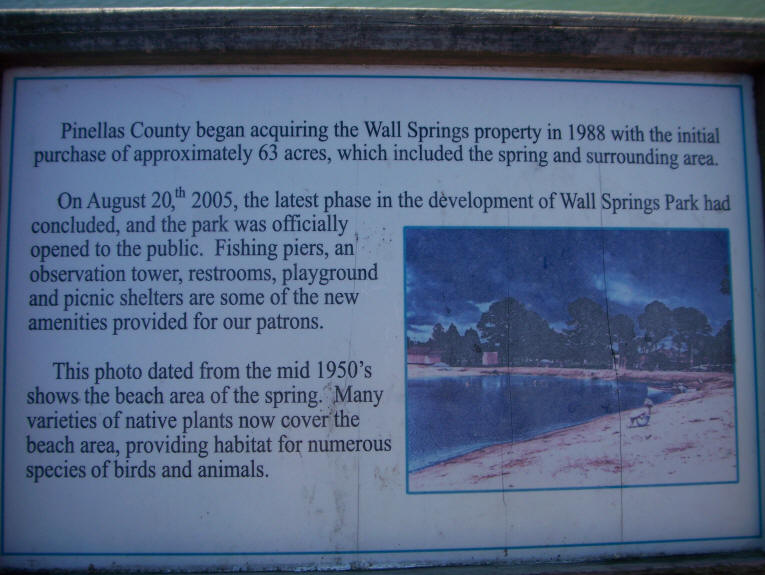 Pinellas County began acquiring the Wall Springs property in 1988 with the initial
purchase of approximately 63 acres, which included the spring and surrounding area.
On August 20,th 2005, the latest phase in the development of Wall Springs Park had
concluded, and the park was officially
opened to the public. Fishing piers, an
observation tower, restrooms, playground
and picnic shelters are some of the new
amenities provided for our patrons.
This photo dated from the mid 1950's
shows the beach area of the spring. Many
varieties of native plants now cover the
beach area, providing habitat for numerous
species of birds and animals.